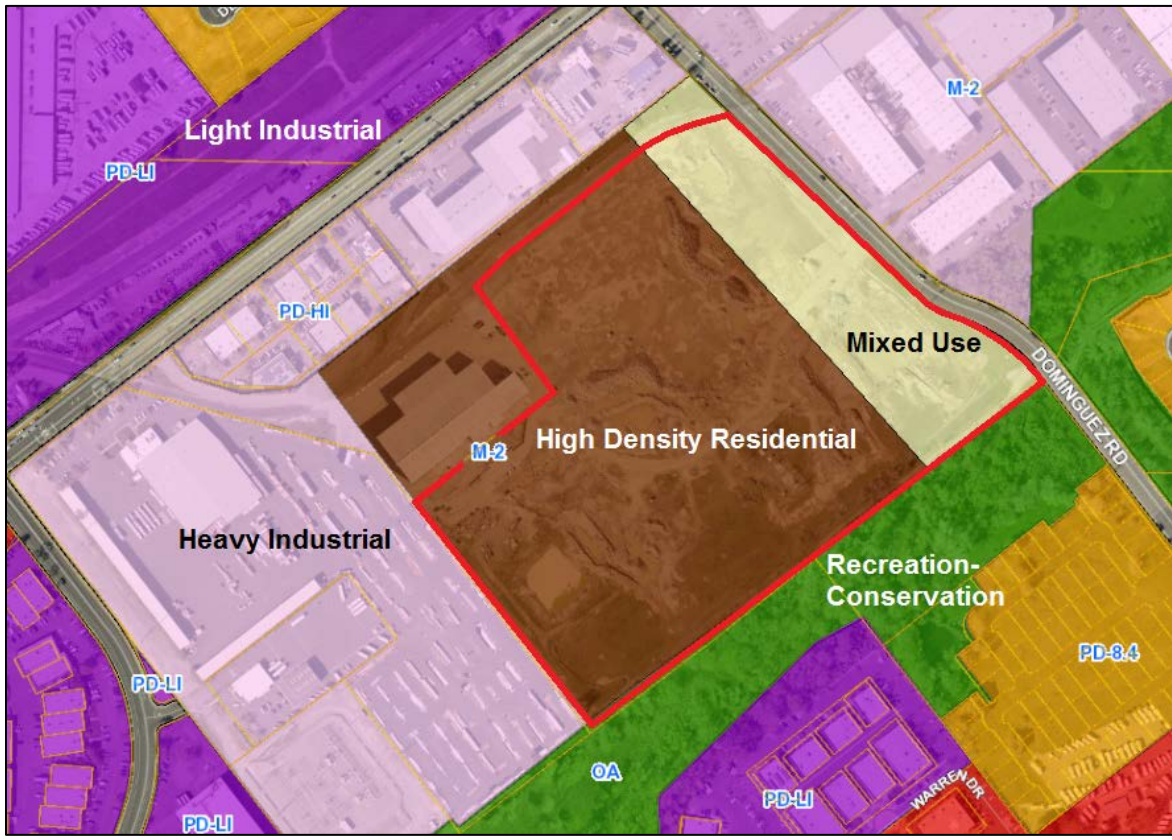 M-2
Light Industrial
PD-LI
PD-HI
Mixed Use
DOMINGUEZ RD
High Density Residential
M-2
Heavy Industrial
Recreation-
Conservation
PD-8.4
PD-LI
OA
PD-LI
WARREN DR
PD-LI